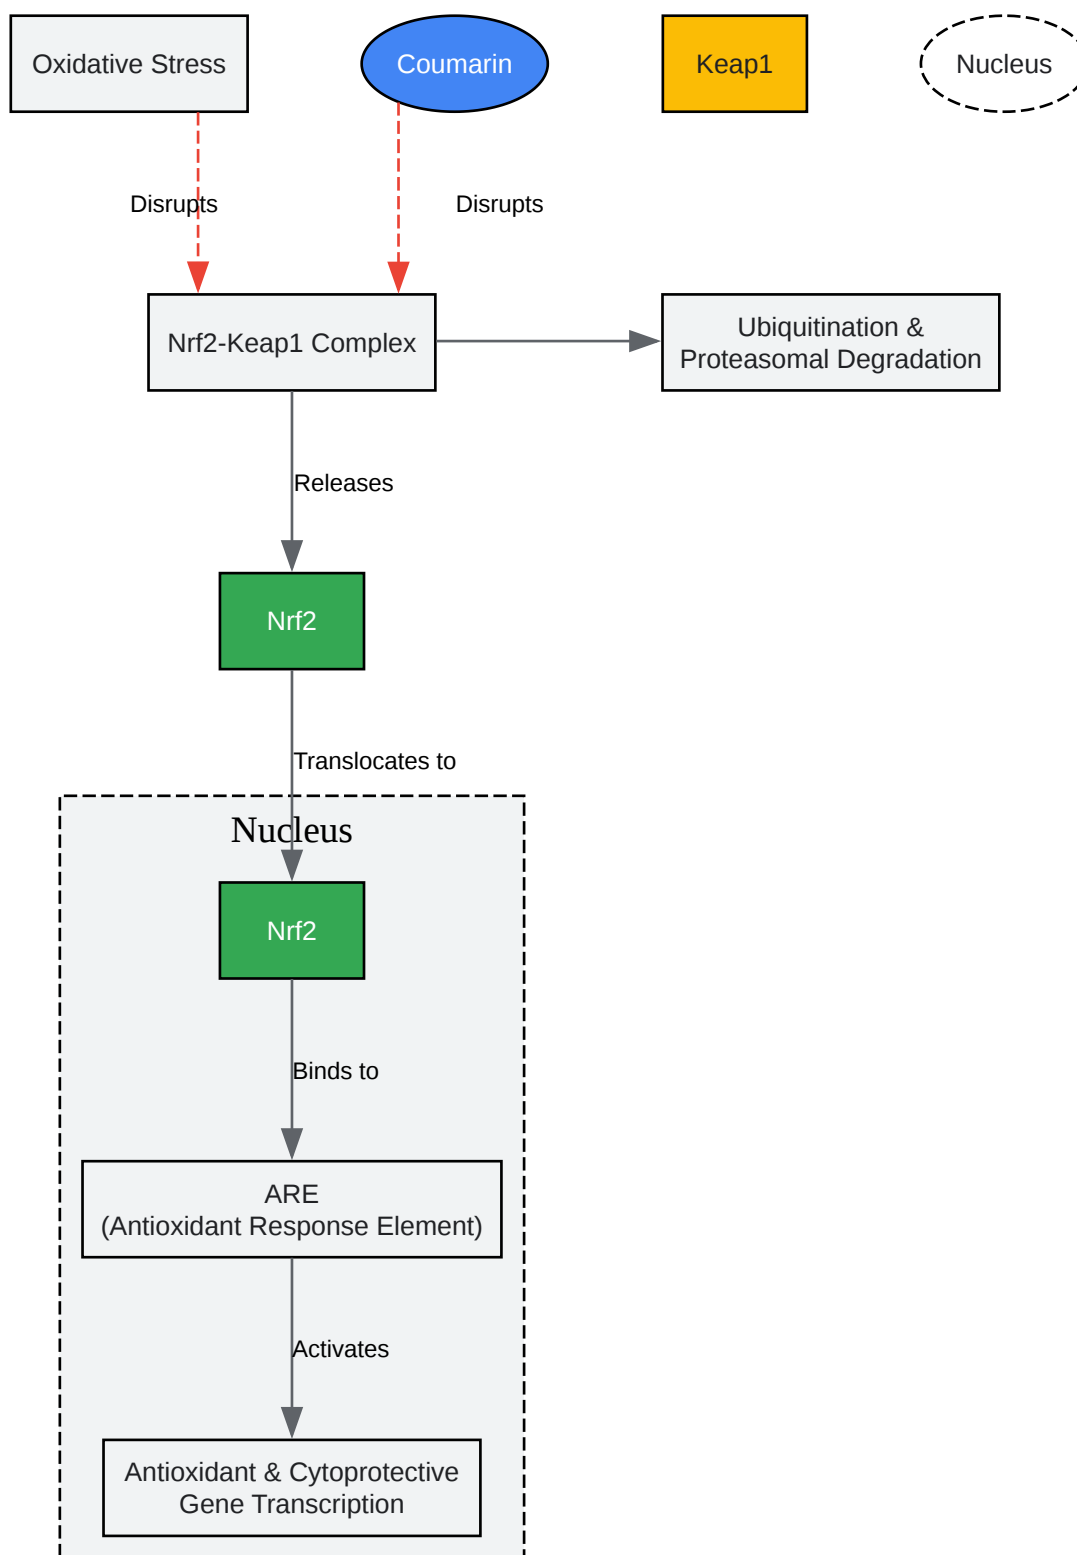 Oxidative Stress
Coumarin
Keap1
Nucleus
Disrupts
Disrupts
Nrf2-Keap1 Complex
Ubiquitination &
Proteasomal Degradation
Releases
Nrf2
Translocates to
Nucleus
Nrf2
Binds to
ARE
(Antioxidant Response Element)
Activates
Antioxidant & Cytoprotective
Gene Transcription